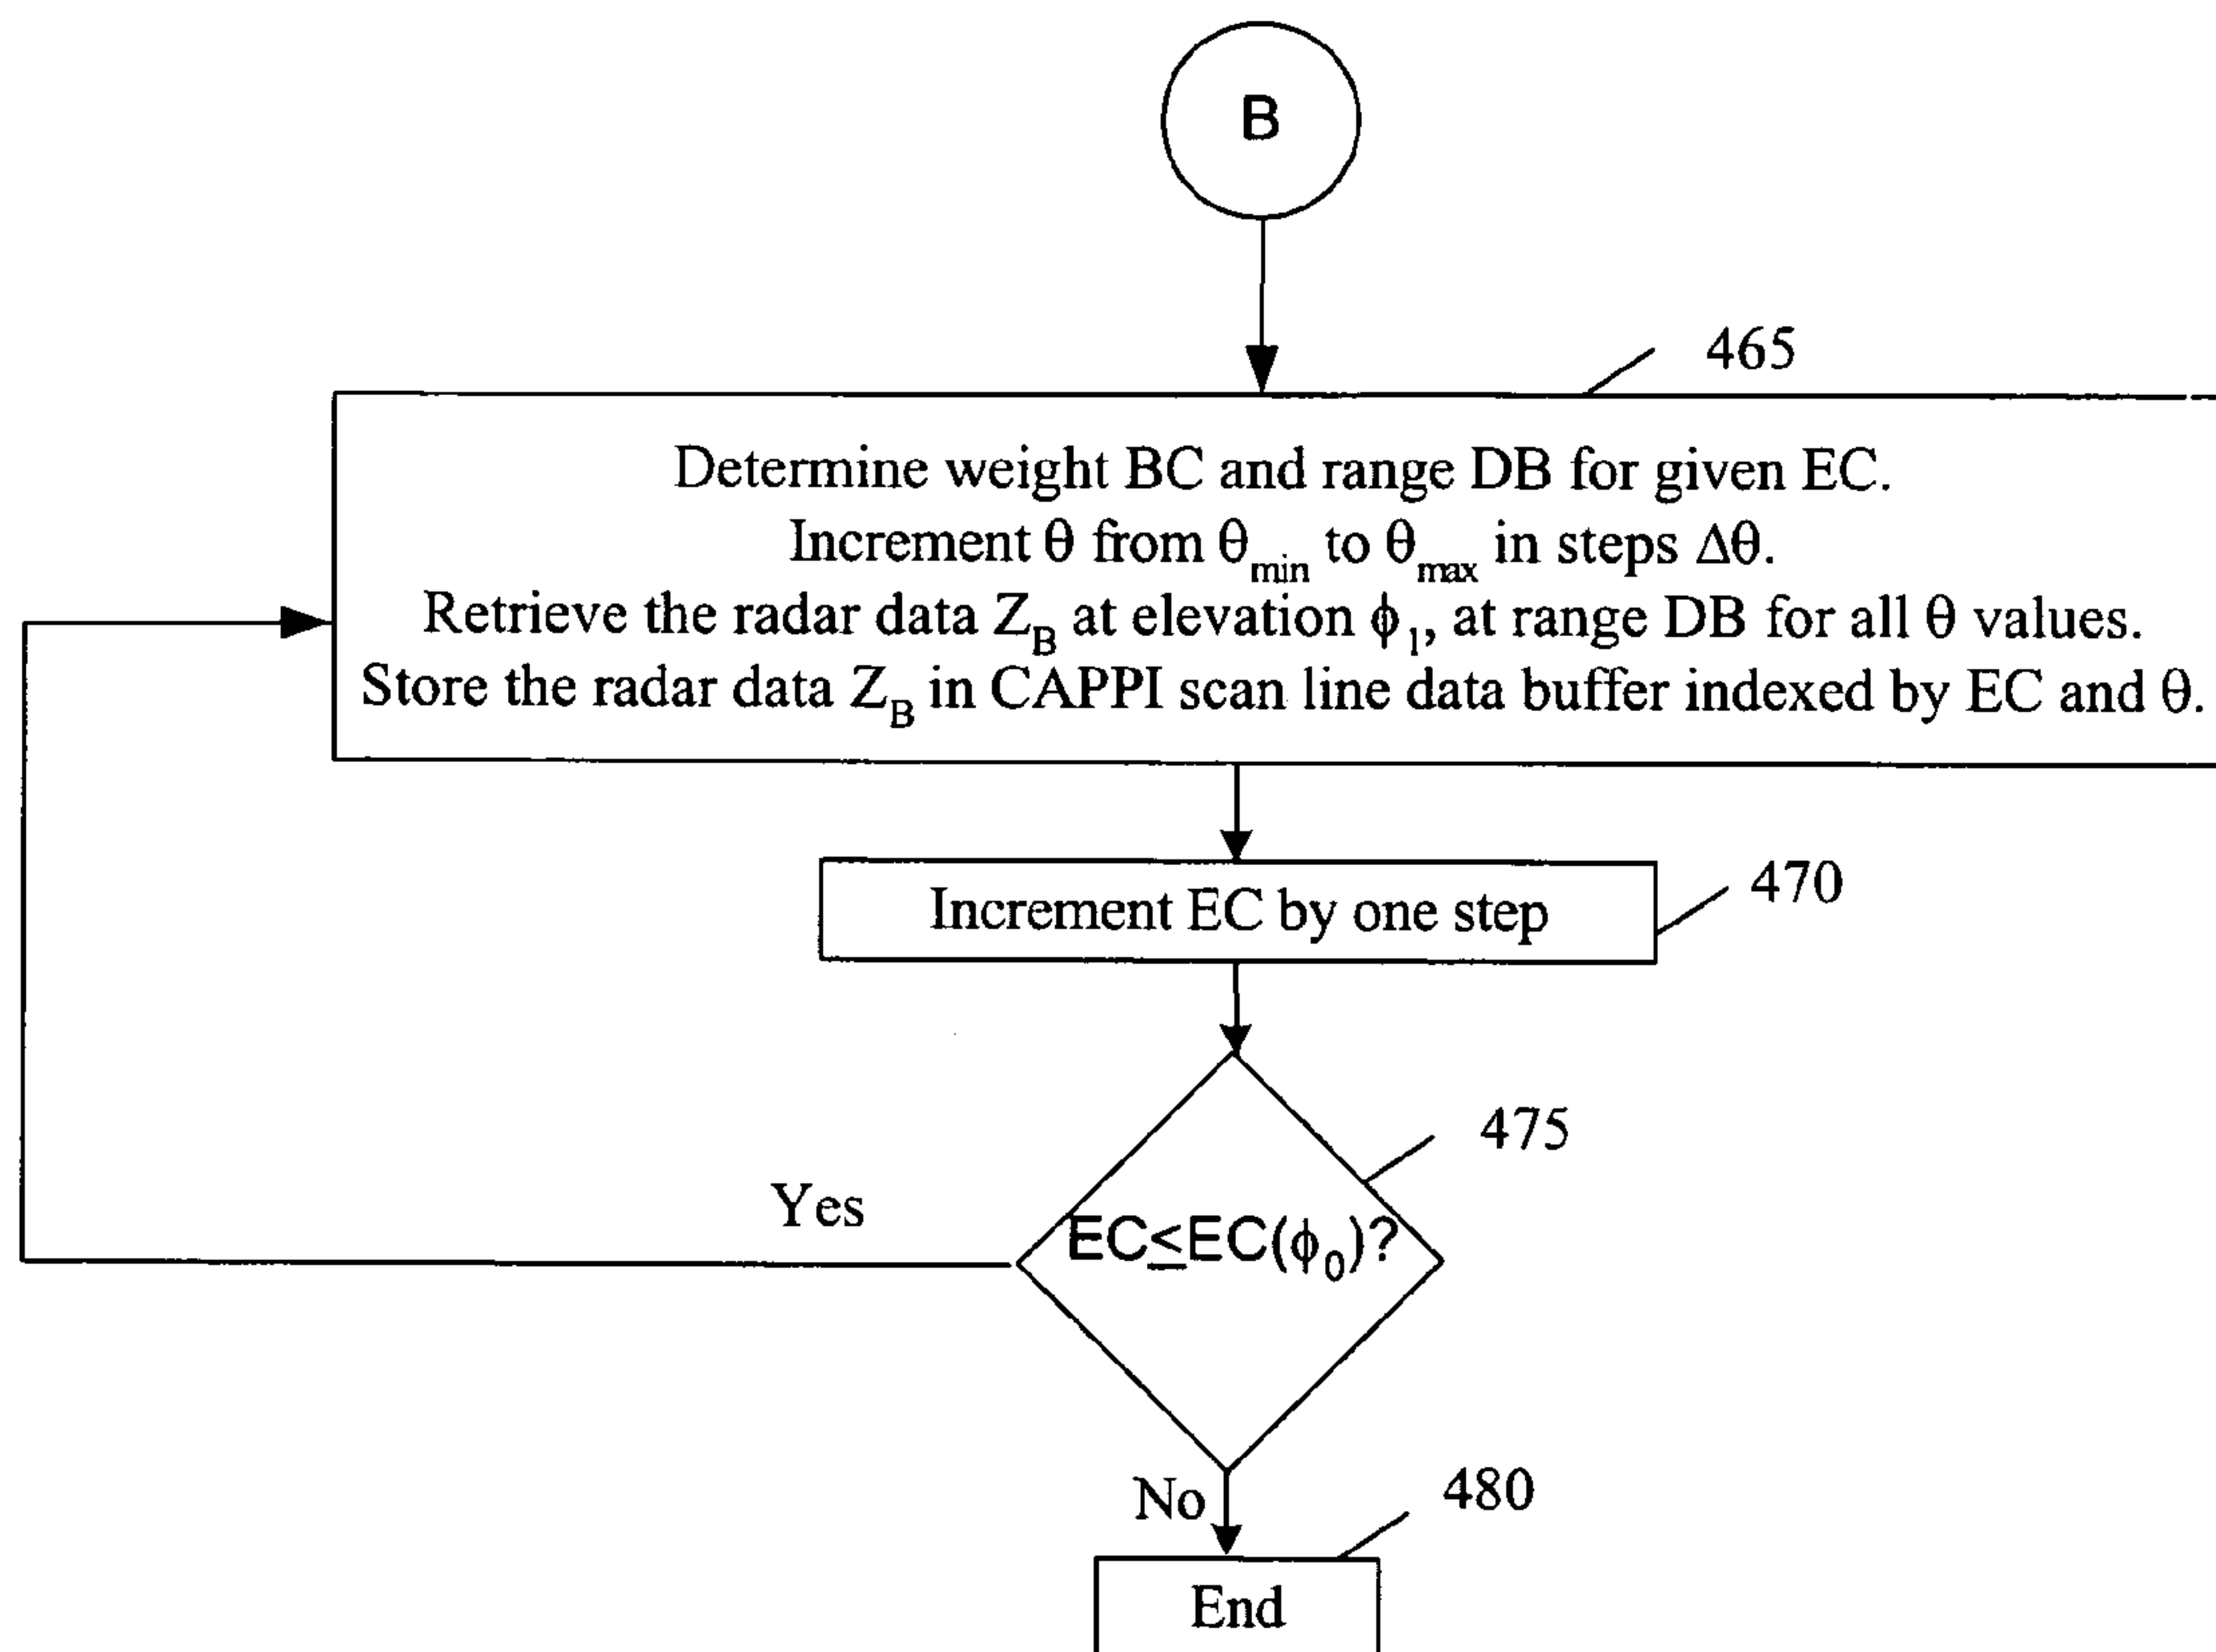 B
465
Determine weight BC and range DB for given EC.
Increment θ from θmin to θmax in steps Δθ.
Retrieve the radar data ZB at elevation ϕ1, at range DB for all θ values.
Store the radar data ZB in CAPPI scan line data buffer indexed by EC and θ.
Increment EC by one step
470
475
Yes
EC≤EC(ϕ0)?
No
480
End